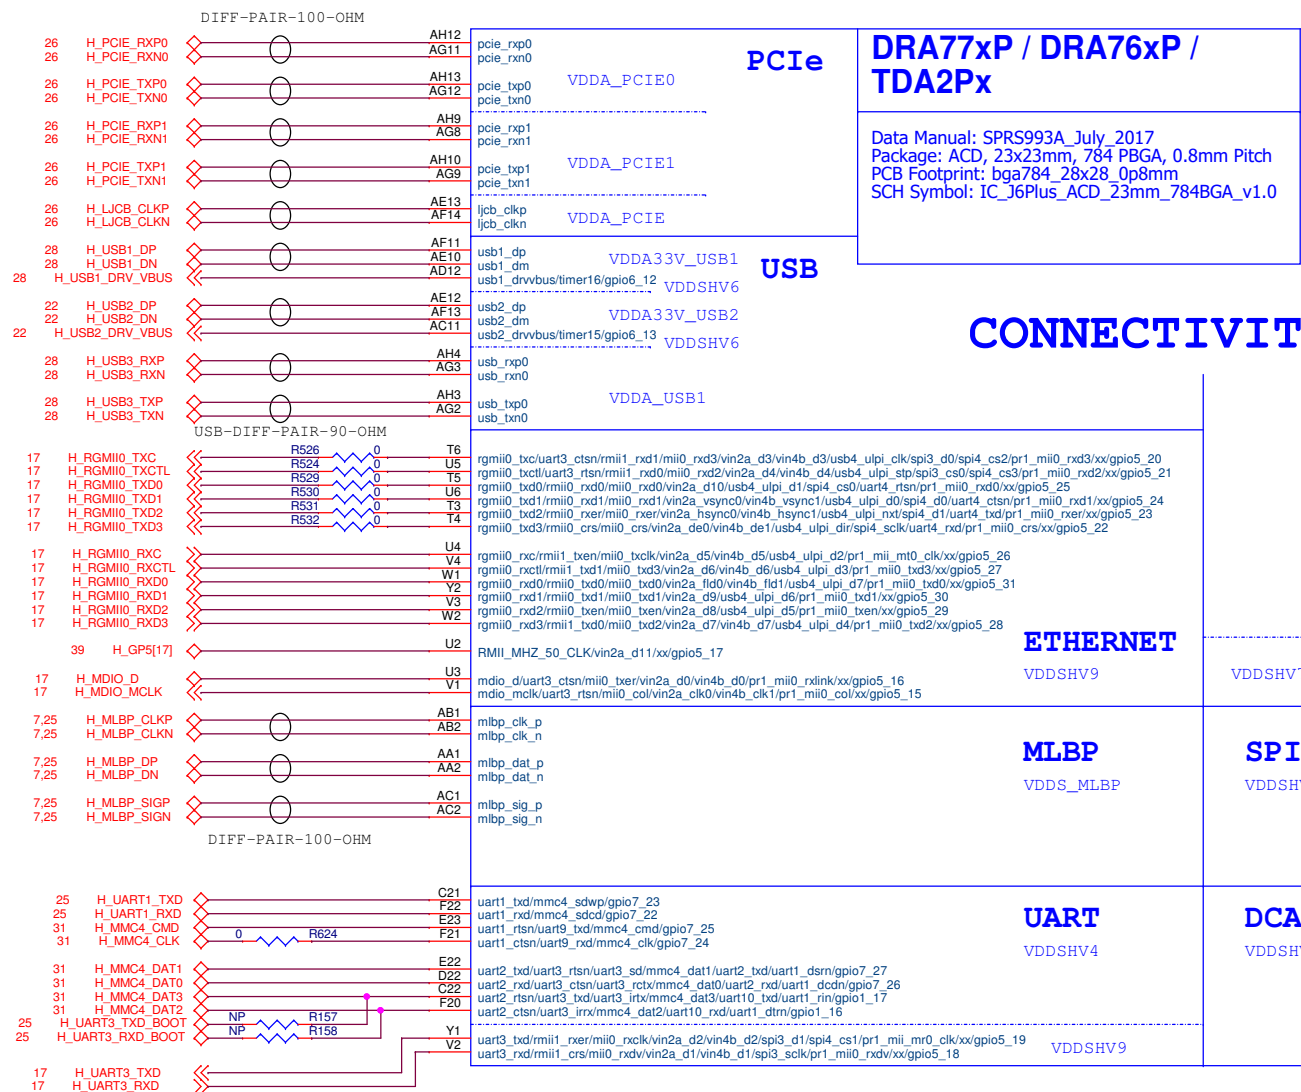 DIFF-PAIR-100-OHM
26 H_PCIE_RXP0 AH12 pcie_rxp0
26 H_PCIE_RXN0 AG11 pcie_rxn0
PCIe
VDDA_PCIE0
DRA77xP / DRA76xP /
TDA2Px
26 H_PCIE_TXP0 AH13 pcie_txp0
26 H_PCIE_TXN0 AG12 pcie_txn0
26 H_PCIE_RXP1 AH9 pcie_rxp1
26 H_PCIE_RXN1 AG8 pcie_rxn1
VDDA_PCIE1
Data Manual: SPRS993A_July_2017
Package: ACD, 23x23mm, 784 PBGA, 0.8mm Pitch
PCB Footprint: bga784_28x28_0p8mm
SCH Symbol: IC_J6Plus_ACD_23mm_784BGA_v1.0
26 H_PCIE_TXP1 AH10 pcie_txp1
26 H_PCIE_TXN1 AG9 pcie_txn1
26 H_LJCB_CLKP AE13 ljcb_clkp
26 H_LJCB_CLKN AF14 ljcb_clkn
VDDA_PCIE
28 H_USB1_DP AF11 usb1_dp
28 H_USB1_DN AE10 usb1_dm
28 H_USB1_DRV_VBUS AD12 usb1_drvvbus/timer16/gpio6_12
VDDA33V_USB1
USB
VDDSHV6
22 H_USB2_DP AE12 usb2_dp
22 H_USB2_DN AF13 usb2_dm
22 H_USB2_DRV_VBUS AC11 usb2_drvvbus/timer15/gpio6_13
VDDA33V_USB2
VDDSHV6
CONNECTIVIT
28 H_USB3_RXP AH4 usb_rxp0
28 H_USB3_RXN AG3 usb_rxn0
28 H_USB3_TXP AH3 usb_txp0
28 H_USB3_TXN AG2 usb_txn0
VDDA_USB1
USB-DIFF-PAIR-90-OHM
17 H_RGMII0_TXC R526 0 T6 rgmii0_txc/uart3_ctsn/rmii1_rxd1/mii0_rxd3/vin2a_d3/vin4b_d3/usb4_ulpi_clk/spi3_d0/spi4_cs2/pr1_mii0_rxd3/xx/gpio5_20
17 H_RGMII0_TXCTL R524 0 U5 rgmii0_txctl/uart3_rtsn/rmii1_rxd0/mii0_rxd2/vin2a_d4/vin4b_d4/usb4_ulpi_stp/spi3_cs0/spi4_cs3/pr1_mii0_rxd2/xx/gpio5_21
17 H_RGMII0_TXD0 R529 0 T5 rgmii0_txd0/rmii0_rxd0/mii0_rxd0/vin2a_d10/usb4_ulpi_d1/spi4_cs0/uart4_rtsn/pr1_mii0_rxd0/xx/gpio5_25
17 H_RGMII0_TXD1 R530 0 U6 rgmii0_txd1/rmii0_rxd1/mii0_rxd1/vin2a_vsync0/vin4b_vsync1/usb4_ulpi_d0/spi4_d0/uart4_ctsn/pr1_mii0_rxd1/xx/gpio5_24
17 H_RGMII0_TXD2 R531 0 T3 rgmii0_txd2/rmii0_rxer/mii0_rxer/vin2a_hsync0/vin4b_hsync1/usb4_ulpi_nxt/spi4_d1/uart4_txd/pr1_mii0_rxer/xx/gpio5_23
17 H_RGMII0_TXD3 R532 0 T4 rgmii0_txd3/rmii0_crs/mii0_crs/vin2a_de0/vin4b_de1/usb4_ulpi_dir/spi4_sclk/uart4_rxd/pr1_mii0_crs/xx/gpio5_22
17 H_RGMII0_RXC U4 rgmii0_rxc/rmii1_txen/mii0_txclk/vin2a_d5/vin4b_d5/usb4_ulpi_d2/pr1_mii_mt0_clk/xx/gpio5_26
17 H_RGMII0_RXCTL V4 rgmii0_rxctl/rmii1_txd1/mii0_txd3/vin2a_d6/vin4b_d6/usb4_ulpi_d3/pr1_mii0_txd3/xx/gpio5_27
17 H_RGMII0_RXD0 W1 rgmii0_rxd0/rmii0_txd0/mii0_txd0/vin2a_fld0/vin4b_fld1/usb4_ulpi_d7/pr1_mii0_txd0/xx/gpio5_31
17 H_RGMII0_RXD1 Y2 rgmii0_rxd1/rmii0_txd1/mii0_txd1/vin2a_d9/usb4_ulpi_d6/pr1_mii0_txd1/xx/gpio5_30
17 H_RGMII0_RXD2 V3 rgmii0_rxd2/rmii0_txen/mii0_txen/vin2a_d8/usb4_ulpi_d5/pr1_mii0_txen/xx/gpio5_29
17 H_RGMII0_RXD3 W2 rgmii0_rxd3/rmii1_txd0/mii0_txd2/vin2a_d7/vin4b_d7/usb4_ulpi_d4/pr1_mii0_txd2/xx/gpio5_28
39 H_GP5[17] U2 RMII_MHZ_50_CLK/vin2a_d11/xx/gpio5_17
ETHERNET
VDDSHV9
VDDSHV7
17 H_MDIO_D U3 mdio_d/uart3_ctsn/mii0_txer/vin2a_d0/vin4b_d0/pr1_mii0_rxlink/xx/gpio5_16
17 H_MDIO_MCLK V1 mdio_mclk/uart3_rtsn/mii0_col/vin2a_clk0/vin4b_clk1/pr1_mii0_col/xx/gpio5_15
7,25 H_MLBP_CLKP AB1 mlbp_clk_p
7,25 H_MLBP_CLKN AB2 mlbp_clk_n
7,25 H_MLBP_DP AA1 mlbp_dat_p
7,25 H_MLBP_DN AA2 mlbp_dat_n
MLBP
VDDS_MLBP
SPI
VDDSH
7,25 H_MLBP_SIGP AC1 mlbp_sig_p
7,25 H_MLBP_SIGN AC2 mlbp_sig_n
DIFF-PAIR-100-OHM
25 H_UART1_TXD C21 uart1_txd/mmc4_sdwp/gpio7_23
25 H_UART1_RXD F22 uart1_rxd/mmc4_sdcd/gpio7_22
31 H_MMC4_CMD E23 uart1_rtsn/uart9_txd/mmc4_cmd/gpio7_25
31 H_MMC4_CLK 0 R624 F21 uart1_ctsn/uart9_rxd/mmc4_clk/gpio7_24
UART
VDDSHV4
DCA
VDDSH
31 H_MMC4_DAT1 E22 uart2_txd/uart3_rtsn/uart3_sd/mmc4_dat1/uart2_txd/uart1_dsrn/gpio7_27
31 H_MMC4_DAT0 D22 uart2_rxd/uart3_ctsn/uart3_rctx/mmc4_dat0/uart2_rxd/uart1_dcdn/gpio7_26
31 H_MMC4_DAT3 C22 uart2_rtsn/uart3_txd/uart3_irtx/mmc4_dat3/uart10_txd/uart1_rin/gpio1_17
31 H_MMC4_DAT2 F20 uart2_ctsn/uart3_irrx/mmc4_dat2/uart10_rxd/uart1_dtrn/gpio1_16
25 H_UART3_TXD_BOOT NP R157
25 H_UART3_RXD_BOOT NP R158
Y1 uart3_txd/rmii1_rxer/mii0_rxclk/vin2a_d2/vin4b_d2/spi3_d1/spi4_cs1/pr1_mii_mr0_clk/xx/gpio5_19
V2 uart3_rxd/rmii1_crs/mii0_rxdv/vin2a_d1/vin4b_d1/spi3_sclk/pr1_mii0_rxdv/xx/gpio5_18
VDDSHV9
17 H_UART3_TXD
17 H_UART3_RXD